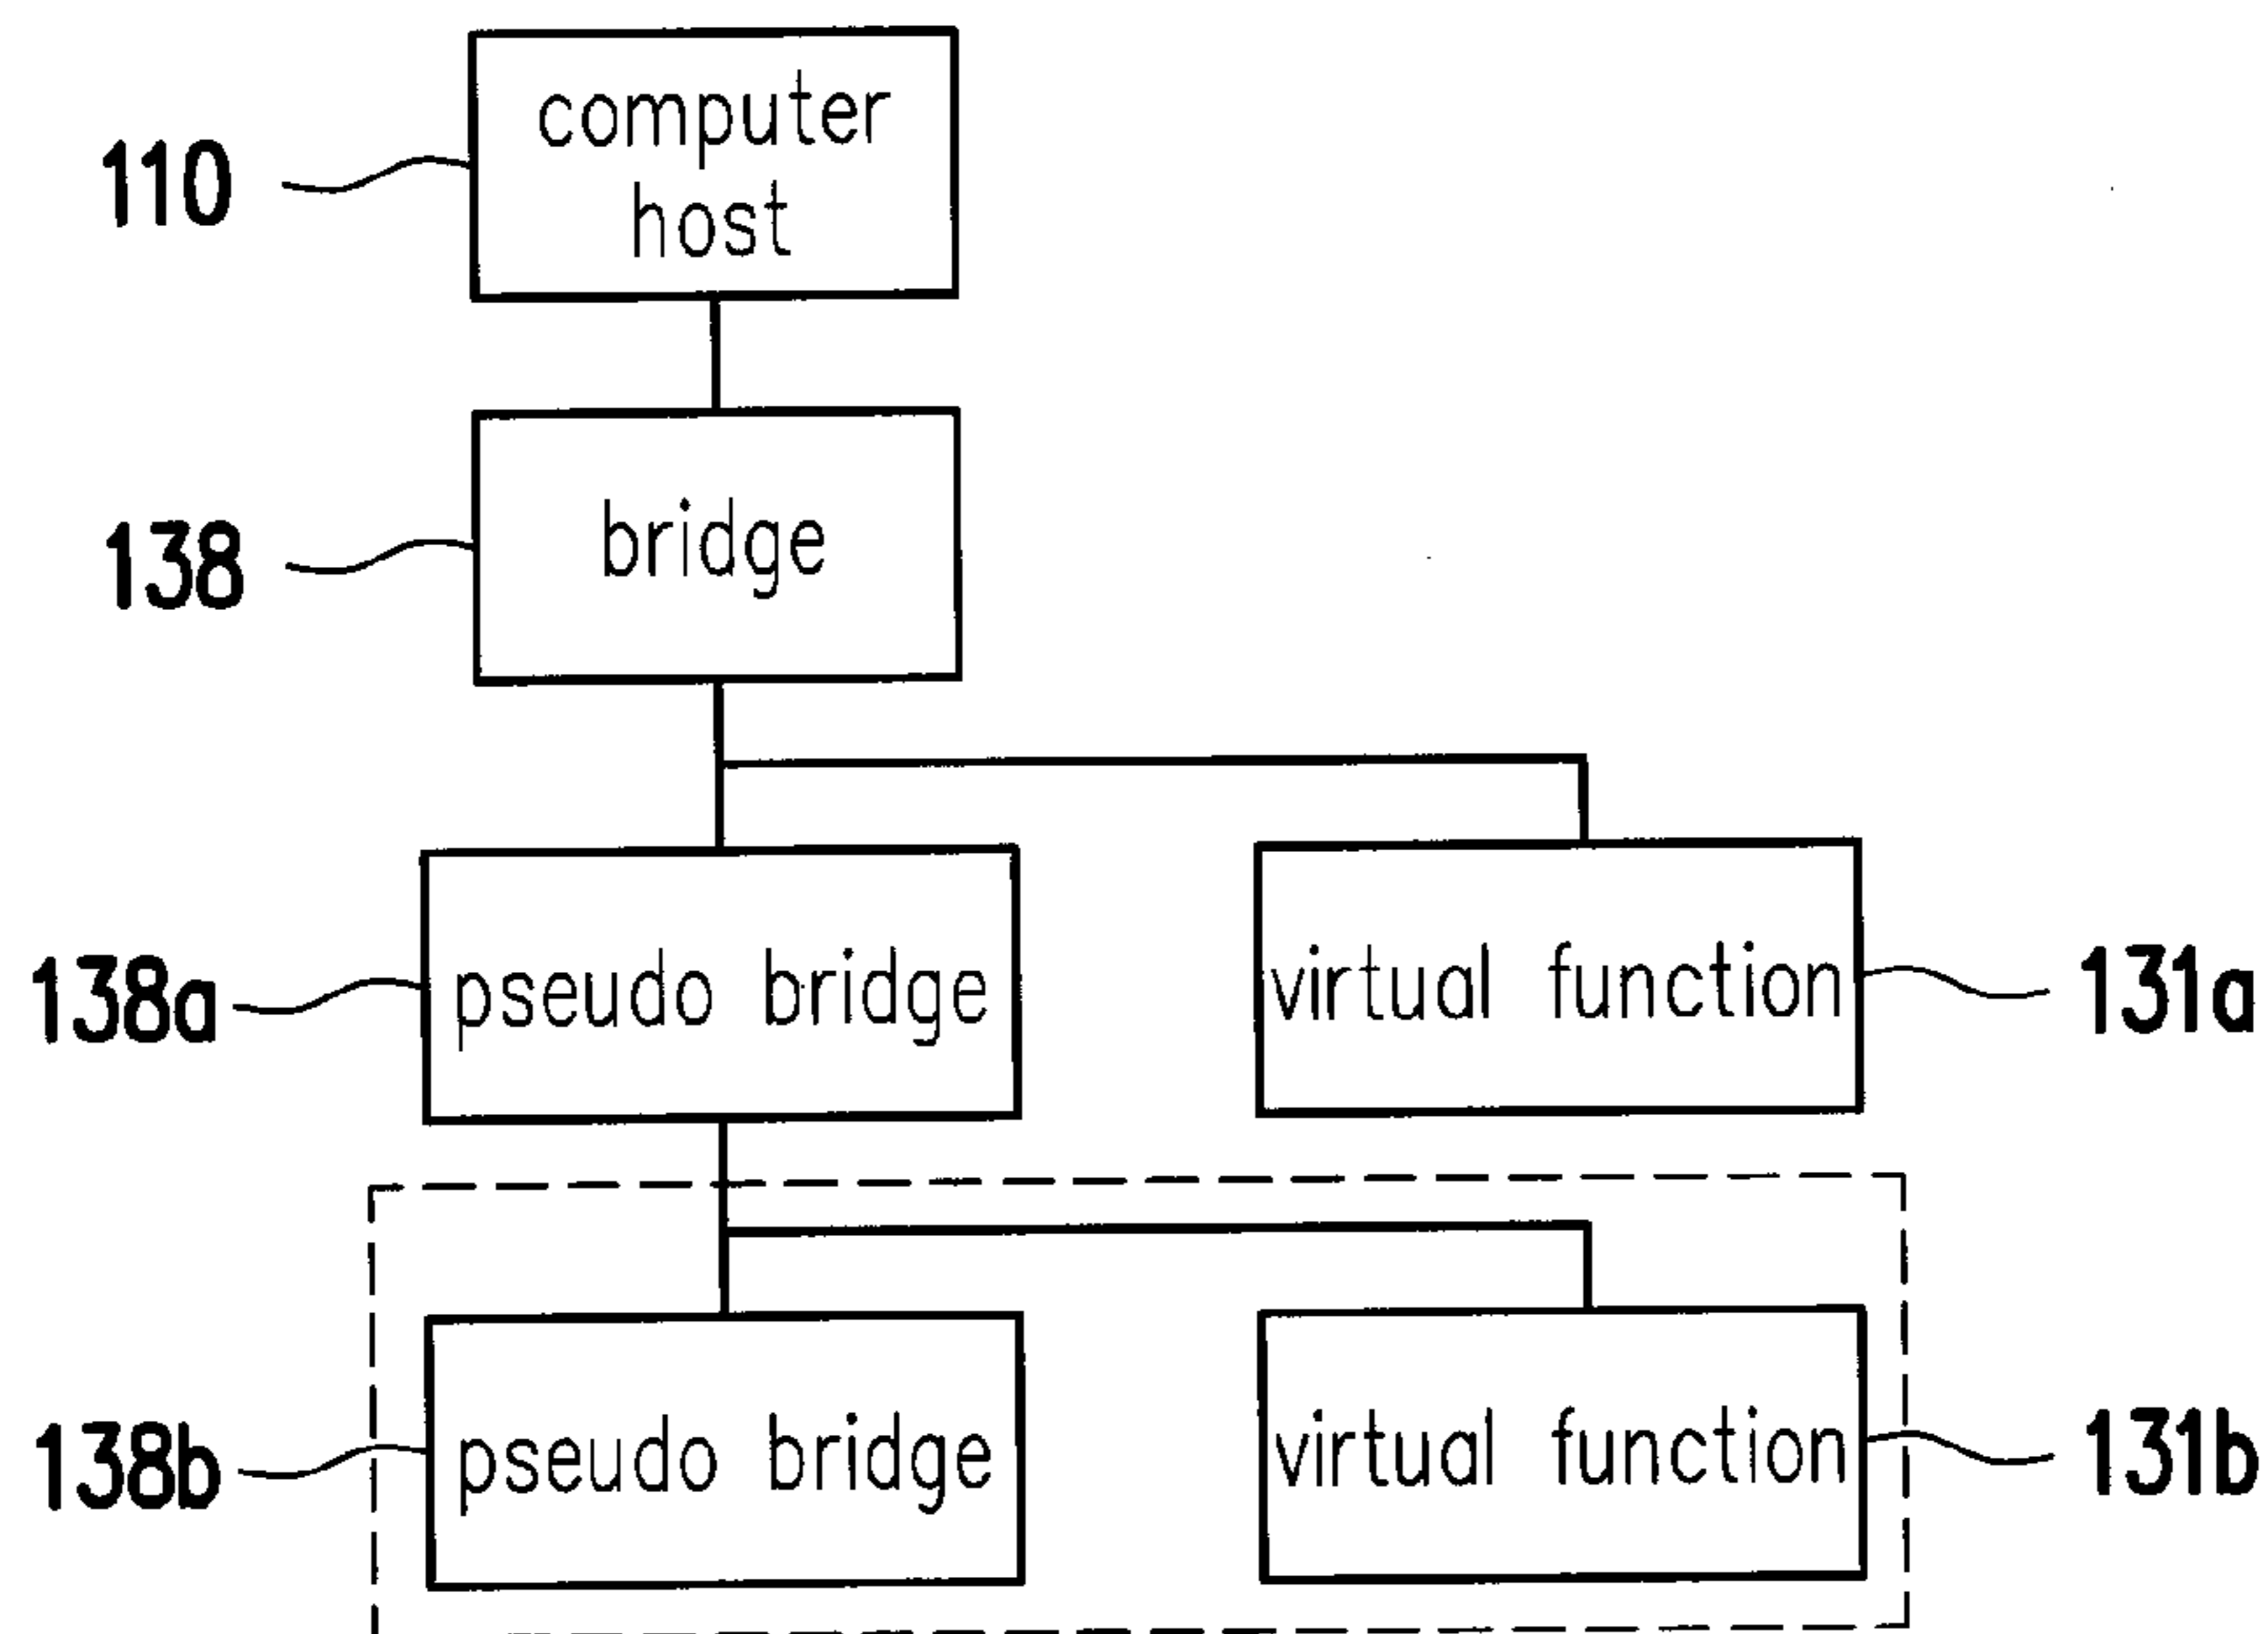 computer
host
110
bridge
138
138a
pseudo bridge
virtual function
131a
138b
pseudo bridge
virtual function
131b